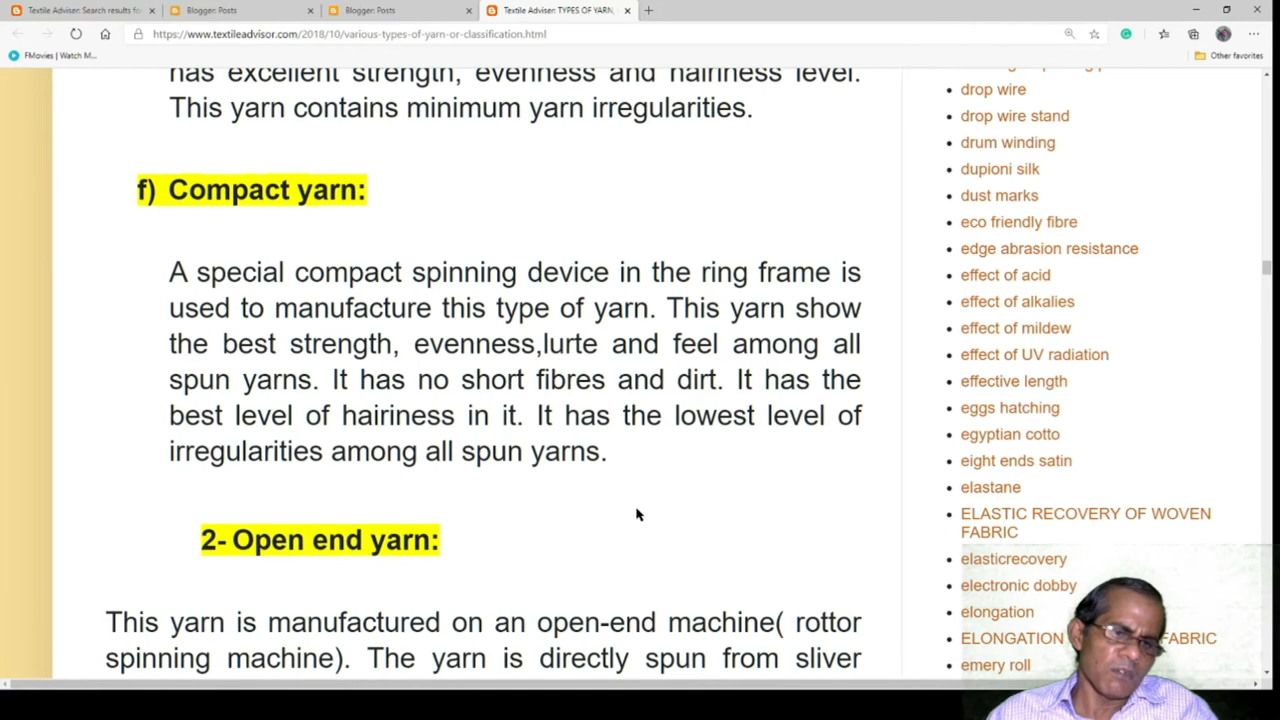 Textile Adviser: Search results fo
Blogger: Posts
Blogger: Posts
Textile Adviser: TYPES OF YARN,
https://www.textileadvisor.com/2018/10/various-types-of-yarn-or-classification.html
FMovies | Watch M...
Other favorites
has excellent strength, evenness and hairiness level.
This yarn contains minimum yarn irregularities.
f) Compact yarn:
A special compact spinning device in the ring frame is
used to manufacture this type of yarn. This yarn show
the best strength, evenness,lurte and feel among all
spun yarns. It has no short fibres and dirt. It has the
best level of hairiness in it. It has the lowest level of
irregularities among all spun yarns.
2- Open end yarn:
This yarn is manufactured on an open-end machine( rottor
spinning machine). The yarn is directly spun from sliver
drop wire
drop wire stand
drum winding
dupioni silk
dust marks
eco friendly fibre
edge abrasion resistance
effect of acid
effect of alkalies
effect of mildew
effect of UV radiation
effective length
eggs hatching
egyptian cotto
eight ends satin
elastane
ELASTIC RECOVERY OF WOVEN
FABRIC
elasticrecovery
electronic dobby
elongation
ELONGATION FABRIC
emery roll